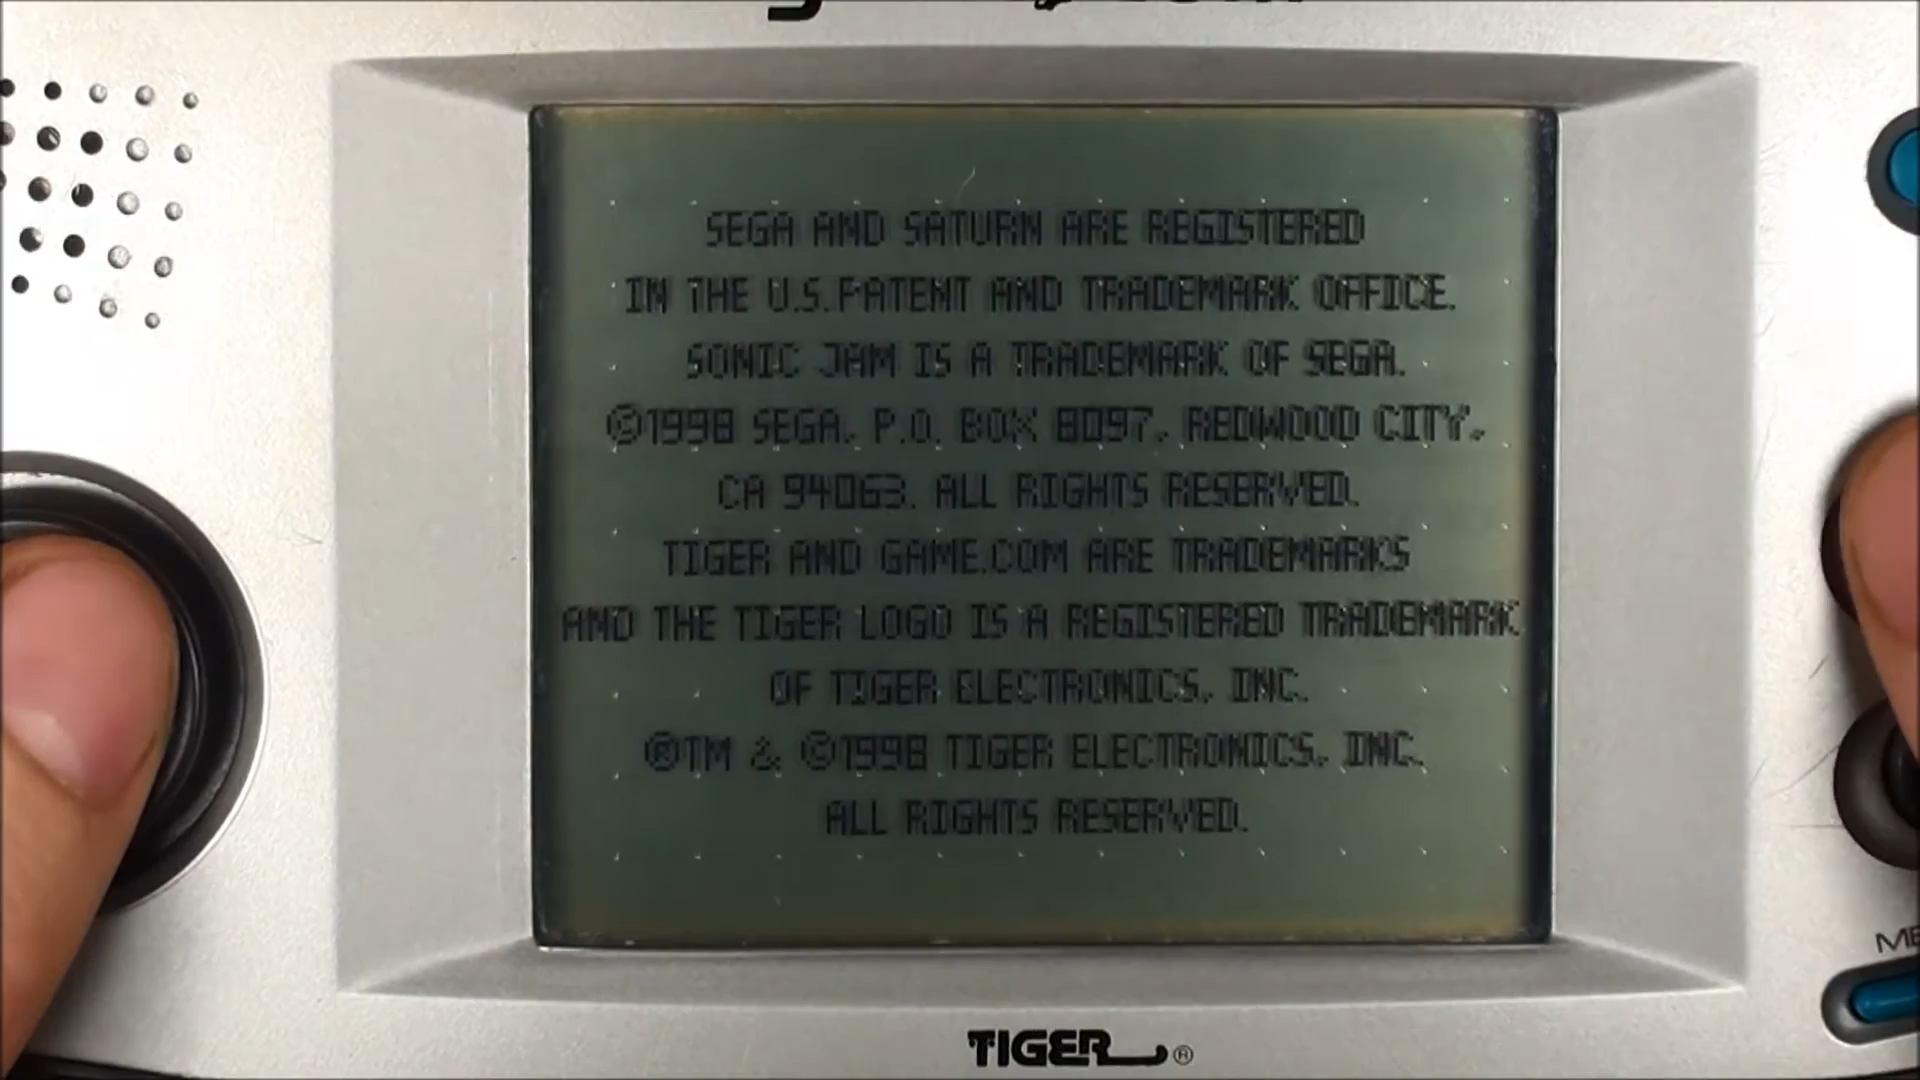 SEGA AND SATURN ARE REGISTERED
IN THE U.S. PATENT AND TRADEMARK OFFICE.
SONIC JAM IS A TRADEMARK OF SEGA.
©1998 SEGA, P.O. BOX 8097, REDWOOD CITY,
CA 94063. ALL RIGHTS RESERVED.
TIGER AND GAME.COM ARE TRADEMARKS
AND THE TIGER LOGO IS A REGISTERED TRADEMARK
OF TIGER ELECTRONICS, INC.
®TM & ©1998 TIGER ELECTRONICS, INC.
ALL RIGHTS RESERVED.
TIGER®